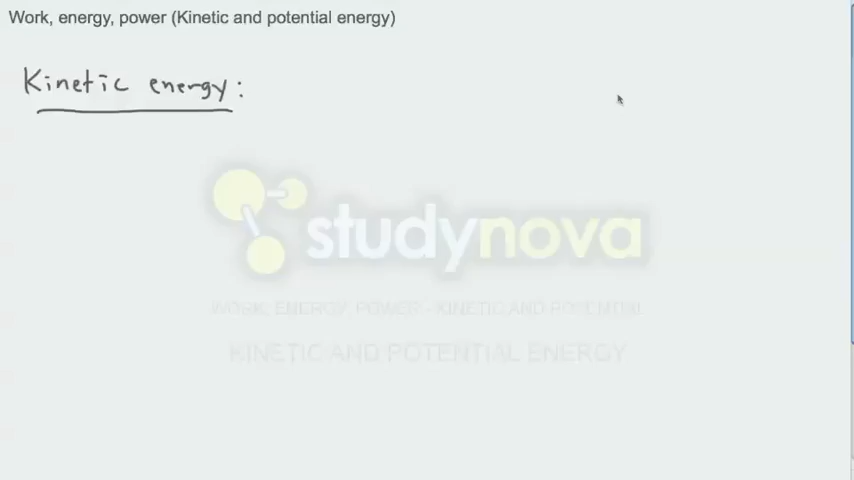 Work, energy, power (Kinetic and potential energy)
Kinetic energy:
studynova
WORK, ENERGY, POWER - KINETIC AND POTENTIAL
KINETIC AND POTENTIAL ENERGY